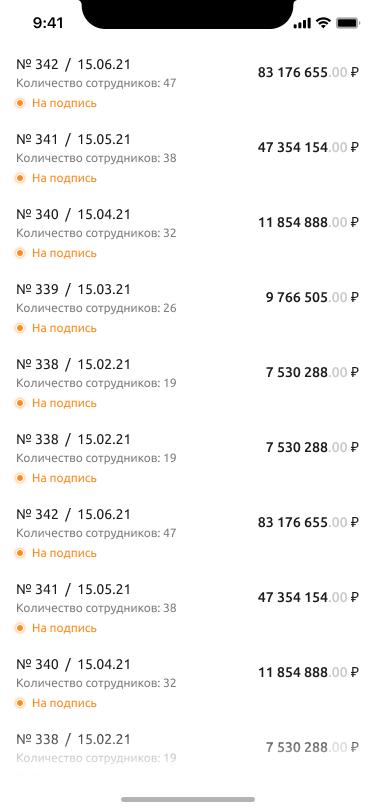 9:41
№ 342 / 15.06.21
83 176 655.00 ₽
Количество сотрудников: 47
На подпись
№ 341 / 15.05.21
47 354 154.00 ₽
Количество сотрудников: 38
На подпись
№ 340 / 15.04.21
11 854 888.00 ₽
Количество сотрудников: 32
На подпись
№ 339 / 15.03.21
9 766 505.00 ₽
Количество сотрудников: 26
На подпись
№ 338 / 15.02.21
7 530 288.00 ₽
Количество сотрудников: 19
На подпись
№ 338 / 15.02.21
7 530 288.00 ₽
Количество сотрудников: 19
На подпись
№ 342 / 15.06.21
83 176 655.00 ₽
Количество сотрудников: 47
На подпись
№ 341 / 15.05.21
47 354 154.00 ₽
Количество сотрудников: 38
На подпись
№ 340 / 15.04.21
11 854 888.00 ₽
Количество сотрудников: 32
На подпись
№ 338 / 15.02.21
7 530 288.00 ₽
Количество сотрудников: 19